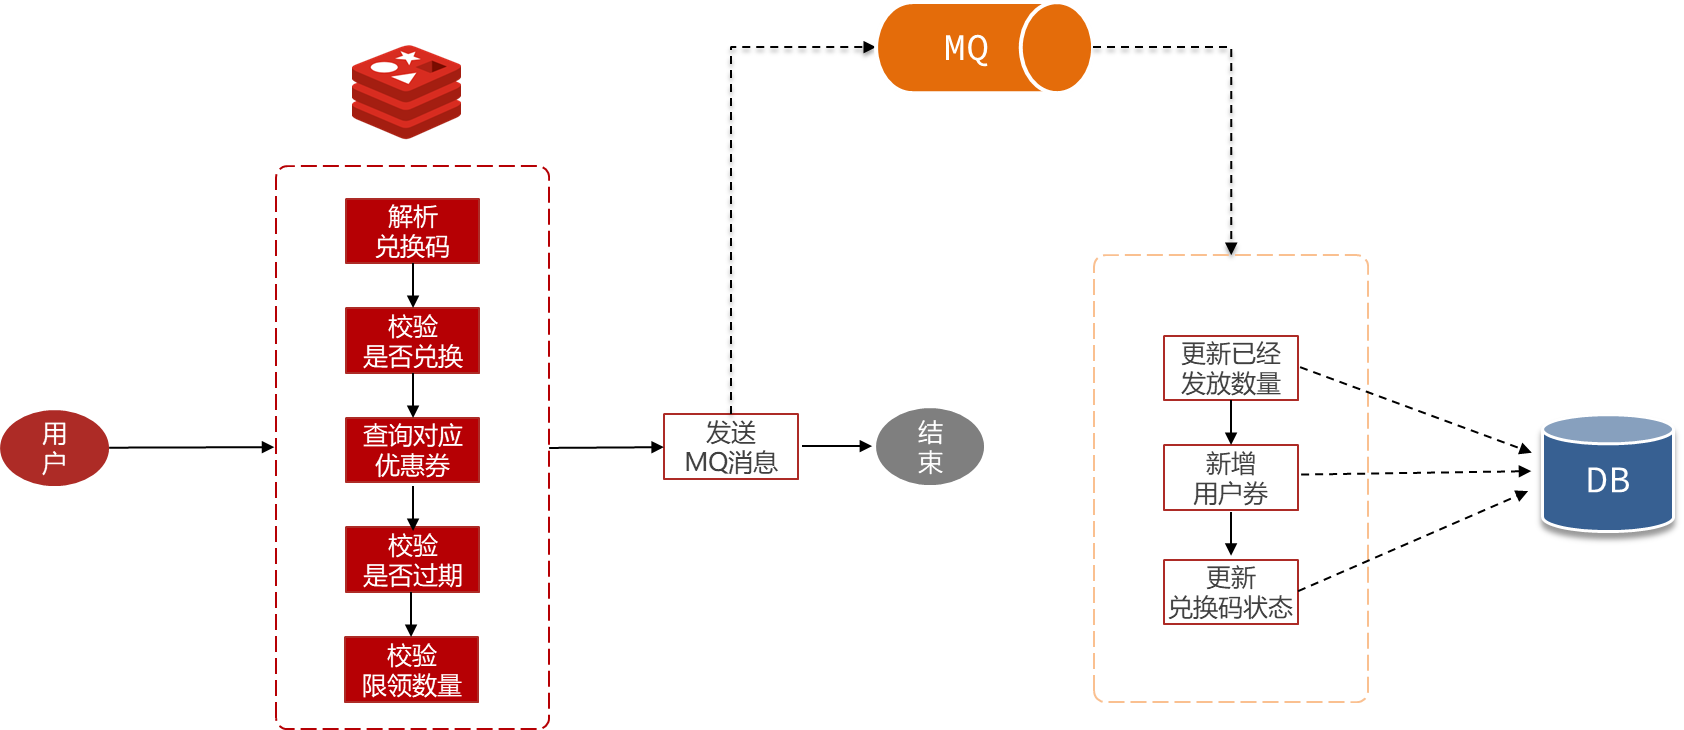 MQ
解析
兑换码
校验
是否兑换
查询对应
优惠券
校验
是否过期
校验
限领数量
用
户
发送
MQ消息
结
束
更新已经
发放数量
新增
用户券
更新
兑换码状态
DB